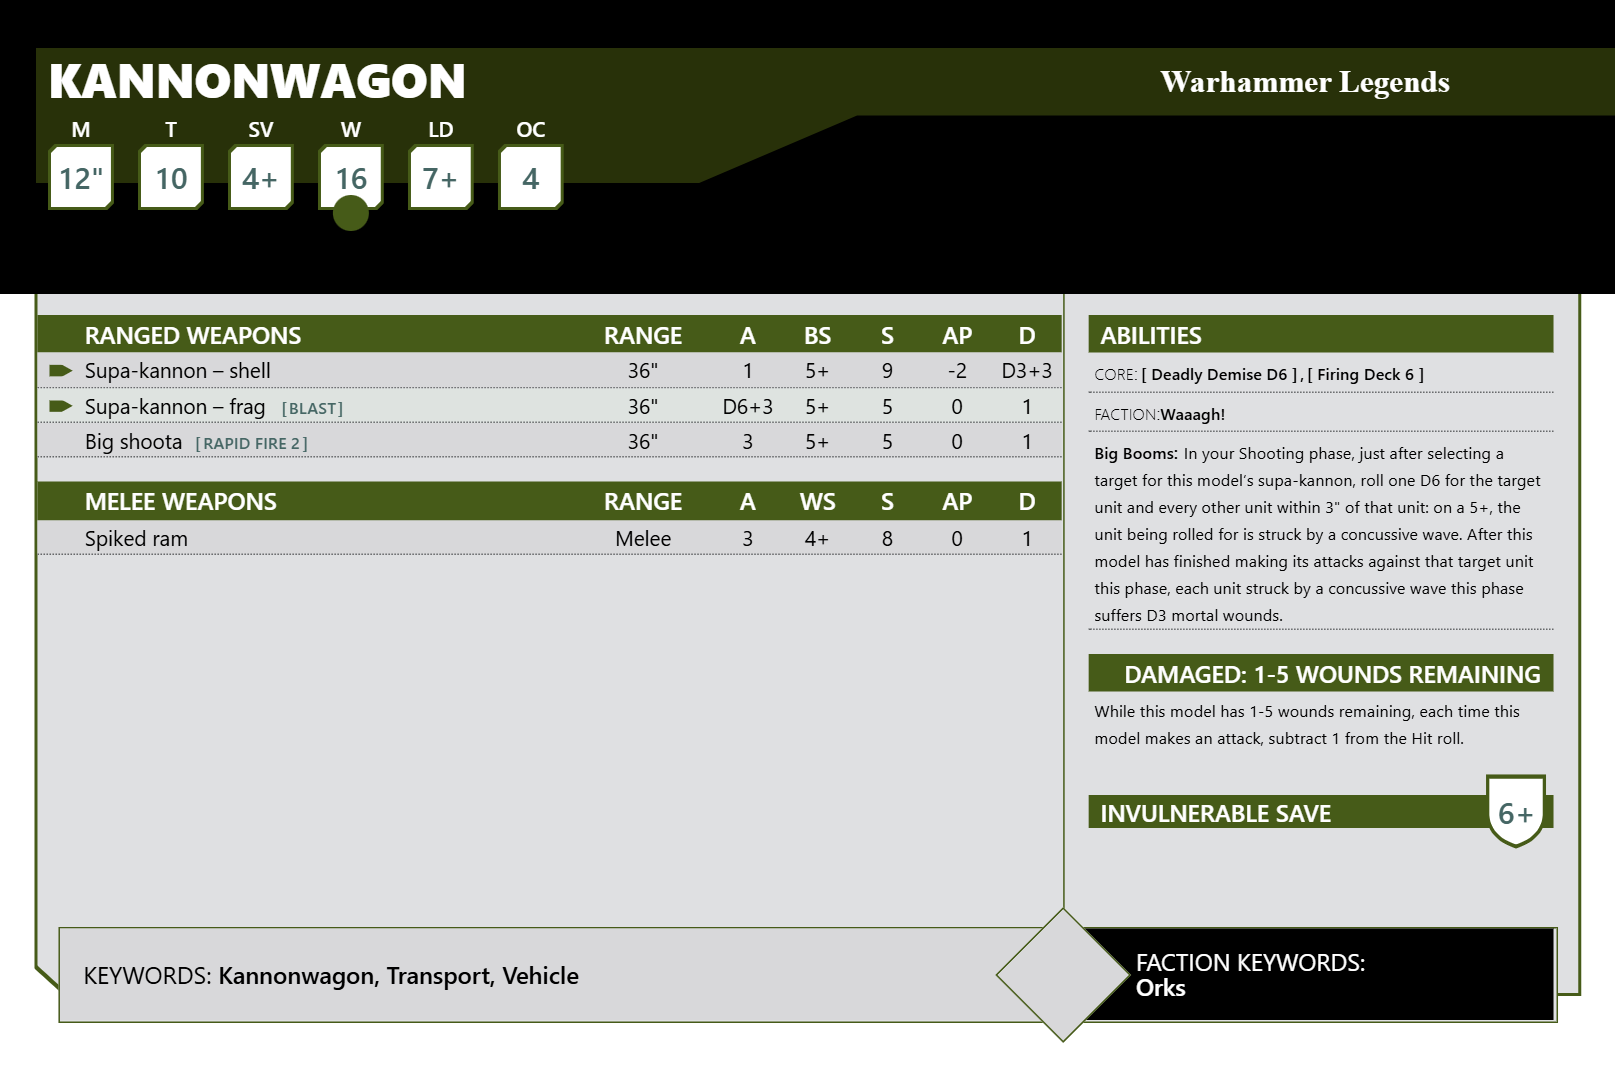 KANNONWAGON
Warhammer Legends
M T SV W LD OC
12" 10 4+ 16 7+ 4
RANGED WEAPONS RANGE A BS S AP D
Supa-kannon – shell 36" 1 5+ 9 -2 D3+3
Supa-kannon – frag [BLAST] 36" D6+3 5+ 5 0 1
Big shoota [RAPID FIRE 2] 36" 3 5+ 5 0 1
MELEE WEAPONS RANGE A WS S AP D
Spiked ram Melee 3 4+ 8 0 1
ABILITIES
CORE: [ Deadly Demise D6 ] , [ Firing Deck 6 ]
FACTION:Waaagh!
Big Booms: In your Shooting phase, just after selecting a
target for this model’s supa-kannon, roll one D6 for the target
unit and every other unit within 3" of that unit: on a 5+, the
unit being rolled for is struck by a concussive wave. After this
model has finished making its attacks against that target unit
this phase, each unit struck by a concussive wave this phase
suffers D3 mortal wounds.
DAMAGED: 1-5 WOUNDS REMAINING
While this model has 1-5 wounds remaining, each time this
model makes an attack, subtract 1 from the Hit roll.
INVULNERABLE SAVE 6+
KEYWORDS: Kannonwagon, Transport, Vehicle
FACTION KEYWORDS:
Orks